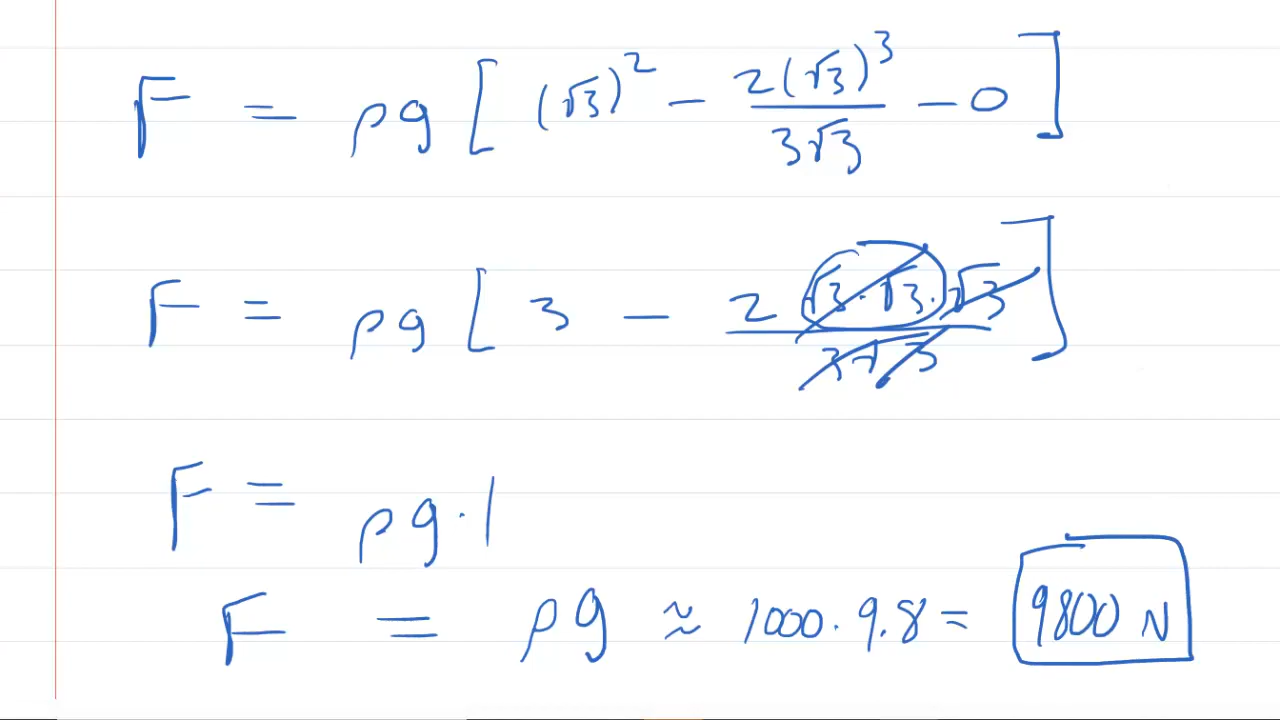 F = ρg [ (√3)² − 2(√3)³ / 3√3 − 0 ]
F = ρg [ 3 − 2 √3·√3·√3 / 3√3 ]
F = ρg · 1
F = ρg ≈ 1000 · 9.8 = 9800 N